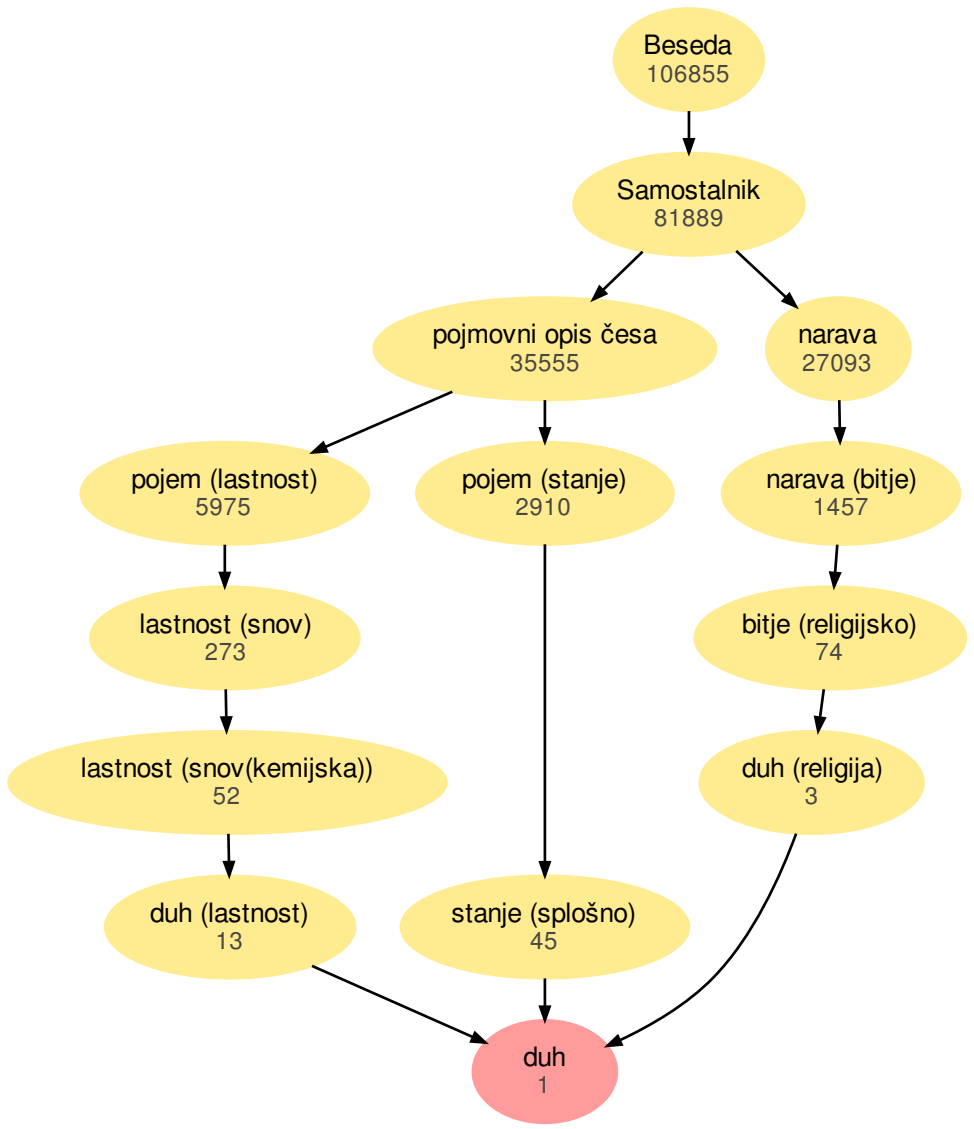 Beseda
106855
Samostalnik
81889
pojmovni opis česa
35555
narava
27093
pojem (lastnost)
5975
pojem (stanje)
2910
narava (bitje)
1457
lastnost (snov)
273
bitje (religijsko)
74
lastnost (snov(kemijska))
52
duh (religija)
3
duh (lastnost)
13
stanje (splošno)
45
duh
1